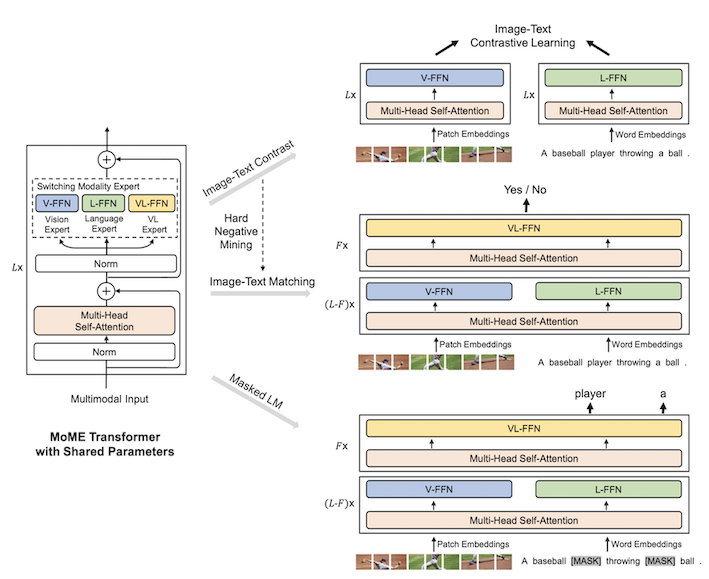 Image-Text
Contrastive Learning
V-FFN
L-FFN
Lx
Multi-Head Self-Attention
Lx
Multi-Head Self-Attention
Patch Embeddings
Word Embeddings
A baseball player throwing a ball .
Switching Modality Expert
V-FFN
L-FFN
VL-FFN
Vision
Expert
Language
Expert
VL
Expert
Norm
Lx
Multi-Head
Self-Attention
Norm
Multimodal Input
MoME Transformer
with Shared Parameters
Image-Text Contrast
Hard
Negative
Mining
Image-Text Matching
Masked LM
Yes / No
VL-FFN
Fx
Multi-Head Self-Attention
V-FFN
L-FFN
(L-F)x
Multi-Head Self-Attention
Patch Embeddings
Word Embeddings
A baseball player throwing a ball .
player
a
VL-FFN
Fx
Multi-Head Self-Attention
V-FFN
L-FFN
(L-F)x
Multi-Head Self-Attention
Patch Embeddings
Word Embeddings
A baseball [MASK] throwing [MASK] ball .